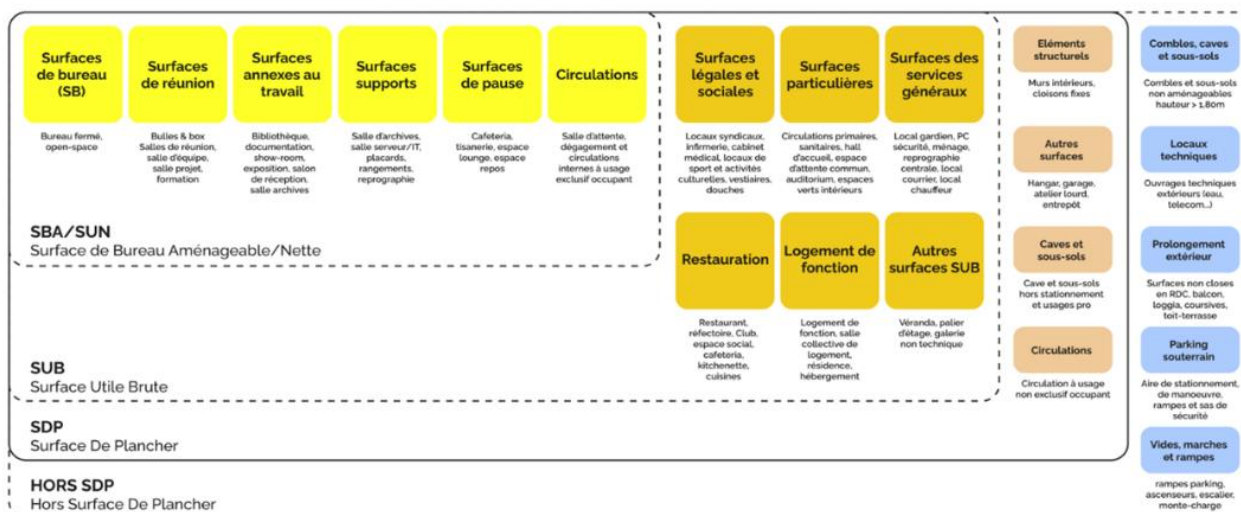 Surfaces
de bureau
(SB)
Bureau fermé,
open-space
Surfaces
de réunion
Bulles & box
Salles de réunion,
salle d'équipe,
salle projet,
formation
Surfaces
annexes au
travail
Bibliothèque,
documentation,
show-room,
exposition, salon
de réception,
salle archives
Surfaces
supports
Salle d'archives,
salle serveur/IT,
placards,
rangements,
reprographie
Surfaces
de pause
Cafeteria,
tisanerie, espace
lounge, espace
repos
Circulations
Salle d'attente,
dégagement et
circulations
internes à usage
exclusif occupant
SBA/SUN
Surface de Bureau Aménageable/Nette
Surfaces
légales et
sociales
Locaux syndicaux,
infirmerie, cabinet
médical, locaux de
sport et activités
culturelles, vestiaires,
douches
Surfaces
particulières
Circulations primaires,
sanitaires, hall
d'accueil, espace
d'attente commun,
auditorium, espaces
verts intérieurs
Surfaces des
services
généraux
Local gardien, PC
sécurité, ménage,
reprographie
centrale, local
courrier, local
chauffeur
Restauration
Restaurant,
réfectoire, Club,
espace social,
cafeteria,
kitchenette,
cuisines
Logement de
fonction
Logement de
fonction, salle
collective de
logement,
résidence,
hébergement
Autres
surfaces SUB
Véranda, palier
d'étage, galerie
non technique
SUB
Surface Utile Brute
Eléments
structurels
Murs intérieurs,
cloisons fixes
Autres
surfaces
Hangar, garage,
atelier lourd,
entrepôt
Caves et
sous-sols
Cave et sous-sols
hors stationnement
et usages pro
Circulations
Circulation à usage
non exclusif occupant
SDP
Surface De Plancher
Combles, caves
et sous-sols
Combles et sous-sols
non aménageables
hauteur > 1.80m
Locaux
techniques
Ouvrages techniques
extérieurs (eau,
telecom...)
Prolongement
extérieur
Surfaces non closes
en RDC, balcon,
loggia, coursives,
toit-terrasse
Parking
souterrain
Aire de stationnement,
de manoeuvre,
rampes et sas de
sécurité
Vides, marches
et rampes
rampes parking,
ascenseurs, escalier,
monte-charge
HORS SDP
Hors Surface De Plancher